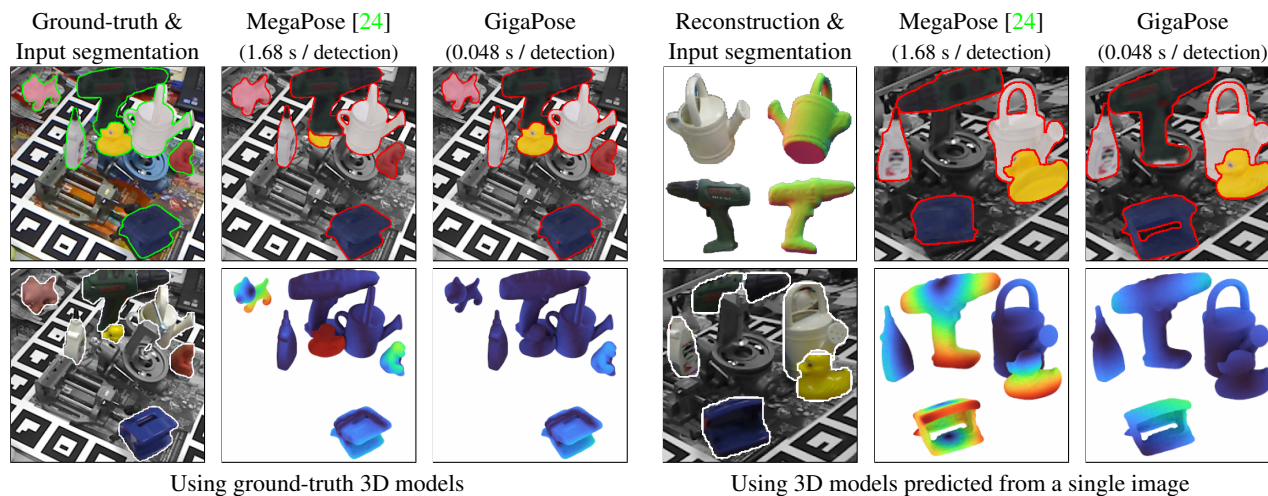 Ground-truth &
Input segmentation
MegaPose [24]
(1.68 s / detection)
GigaPose
(0.048 s / detection)
Reconstruction &
Input segmentation
MegaPose [24]
(1.68 s / detection)
GigaPose
(0.048 s / detection)
Using ground-truth 3D models
Using 3D models predicted from a single image